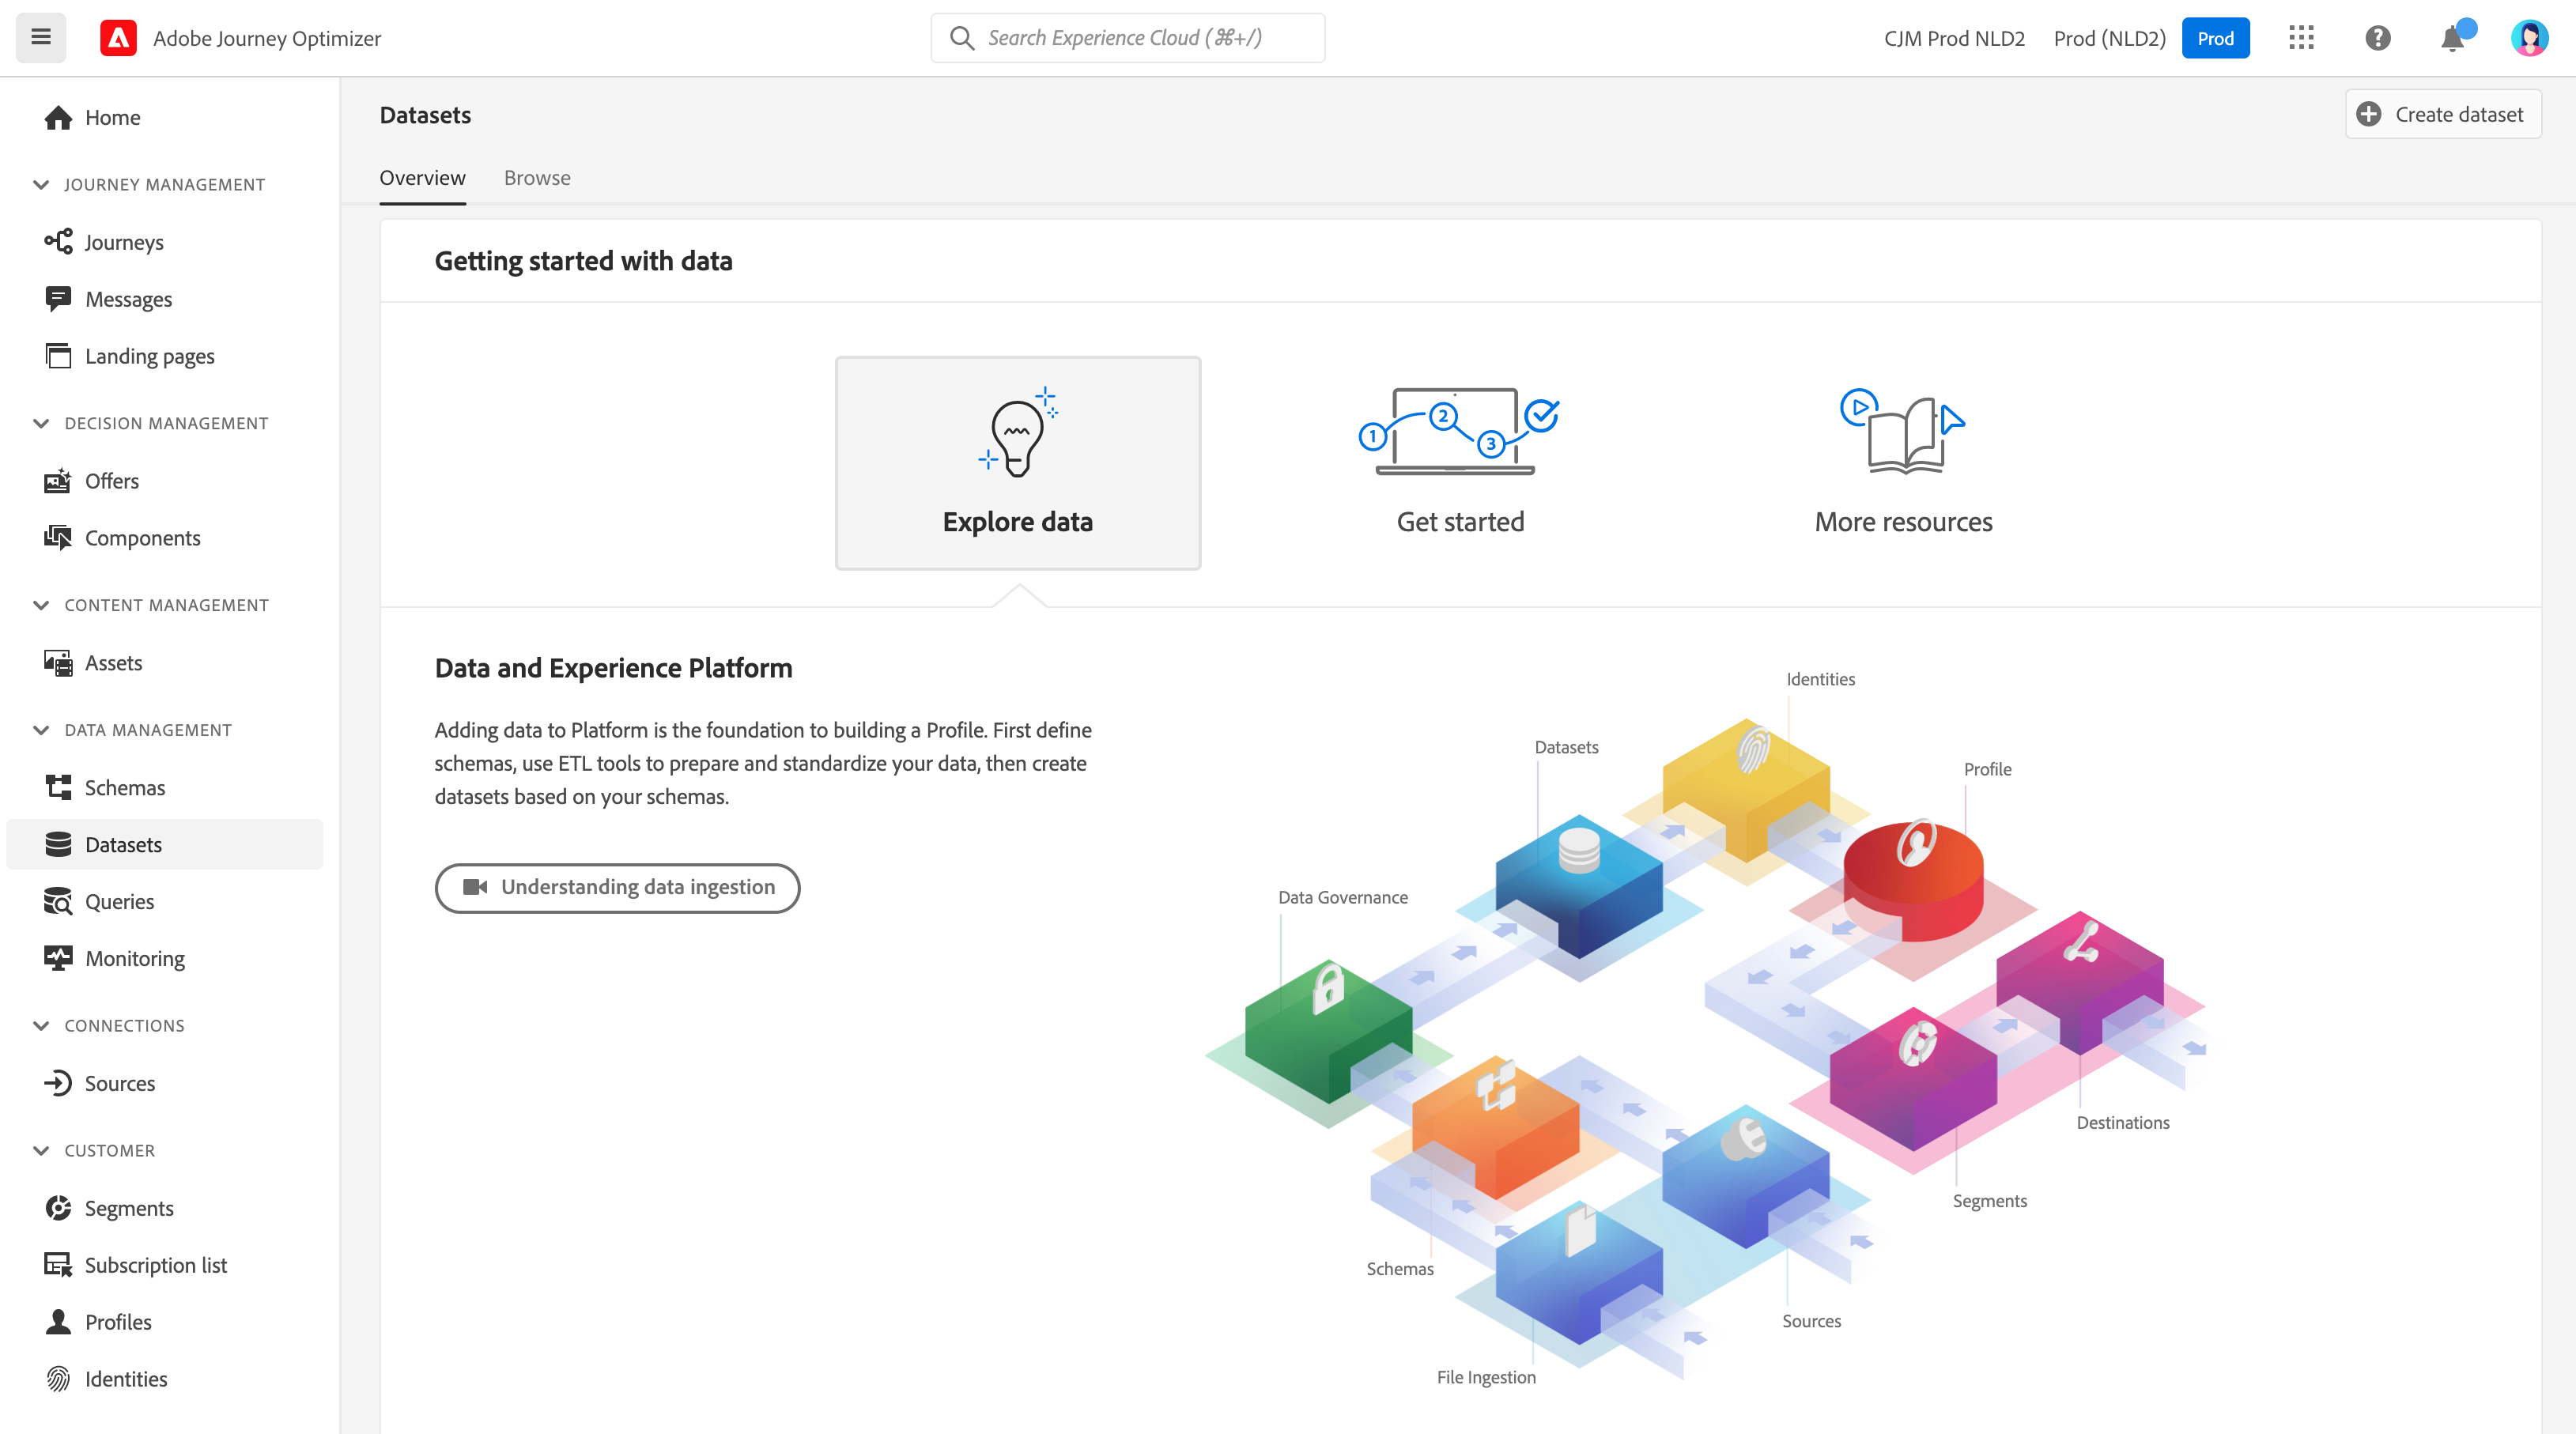 Adobe Journey Optimizer
Search Experience Cloud (⌘+/)
CJM Prod NLD2
Prod (NLD2)
Prod
Home
JOURNEY MANAGEMENT
Journeys
Messages
Landing pages
DECISION MANAGEMENT
Offers
Components
CONTENT MANAGEMENT
Assets
DATA MANAGEMENT
Schemas
Datasets
Queries
Monitoring
CONNECTIONS
Sources
CUSTOMER
Segments
Subscription list
Profiles
Identities
Datasets
Create dataset
Overview
Browse
Getting started with data
Explore data
1
2
3
Get started
More resources
Data and Experience Platform
Adding data to Platform is the foundation to building a Profile. First define
schemas, use ETL tools to prepare and standardize your data, then create
datasets based on your schemas.
Understanding data ingestion
Identities
Datasets
Profile
Data Governance
Destinations
Segments
Schemas
Sources
File Ingestion